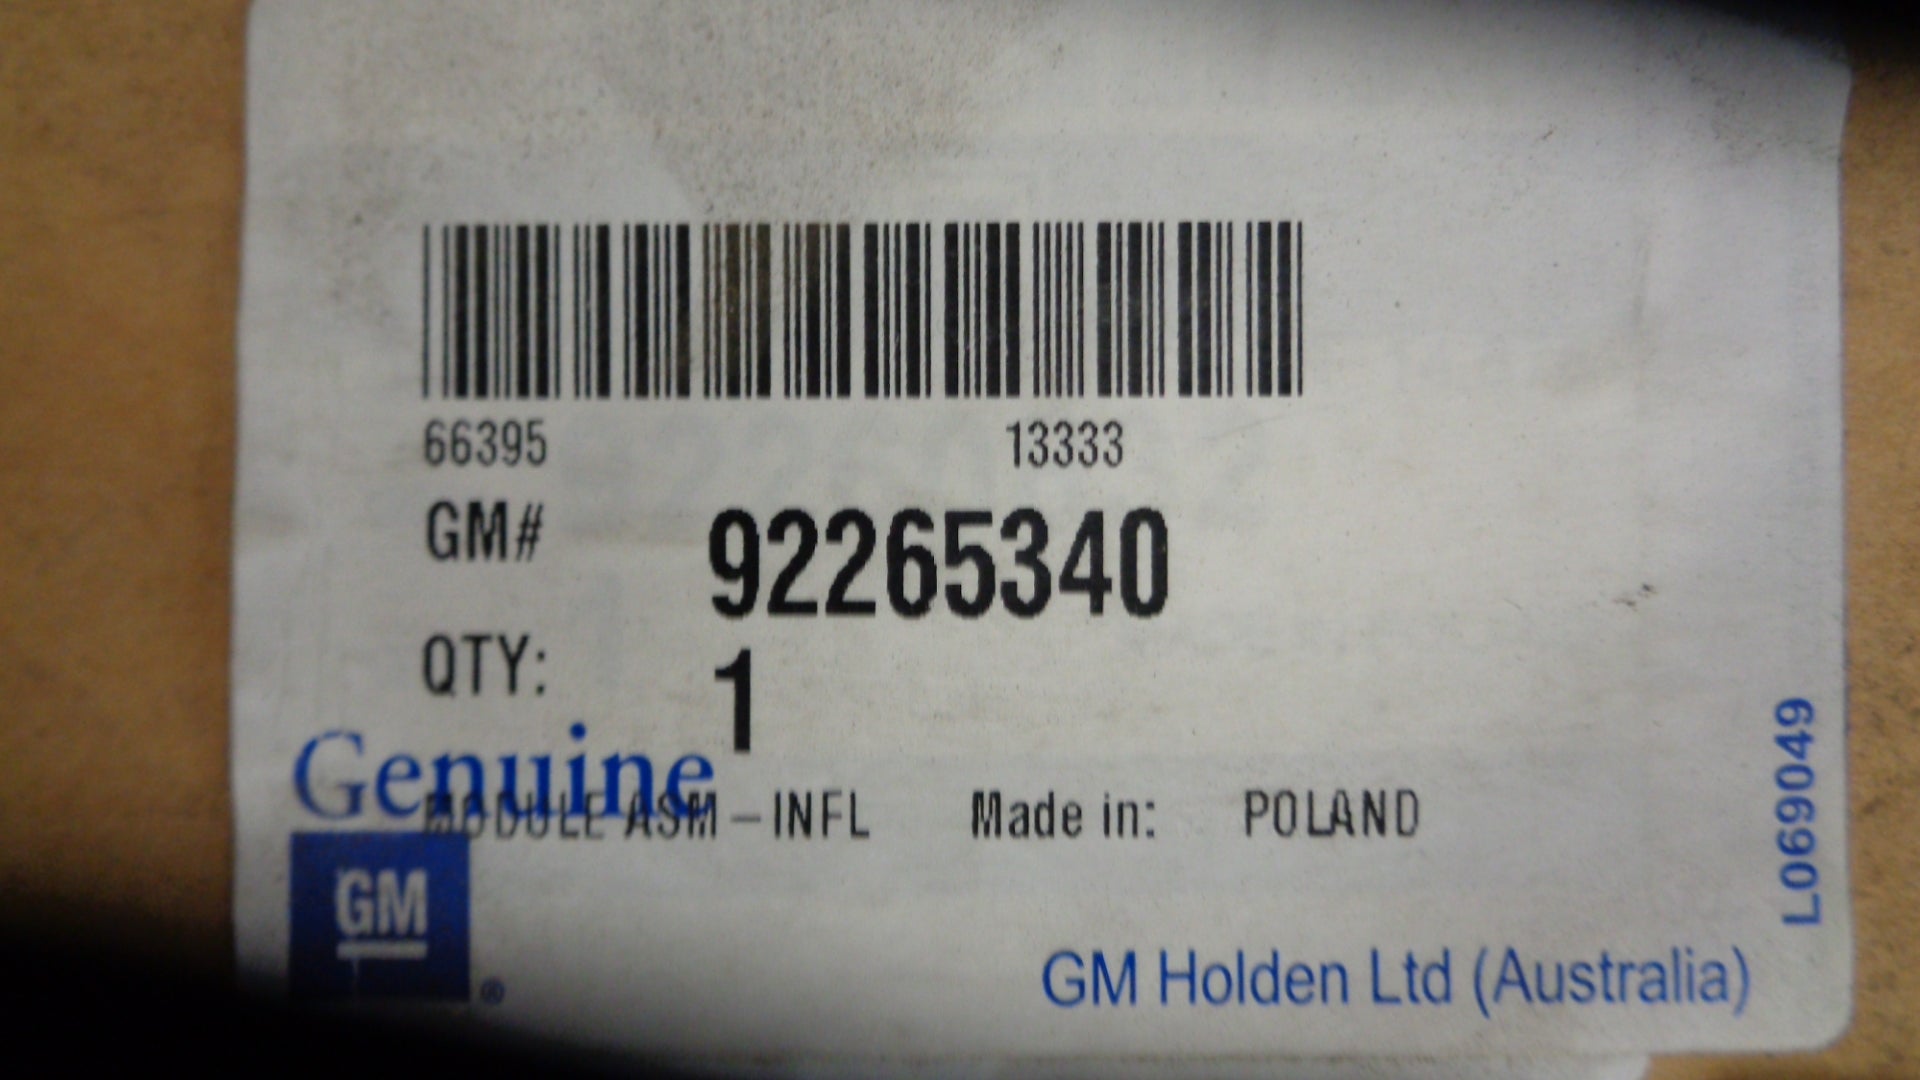 66395 13333
GM# 92265340
QTY: 1
Genuine
MODULE ASM-INFL Made in: POLAND
GM
®
GM Holden Ltd (Australia)
L069049